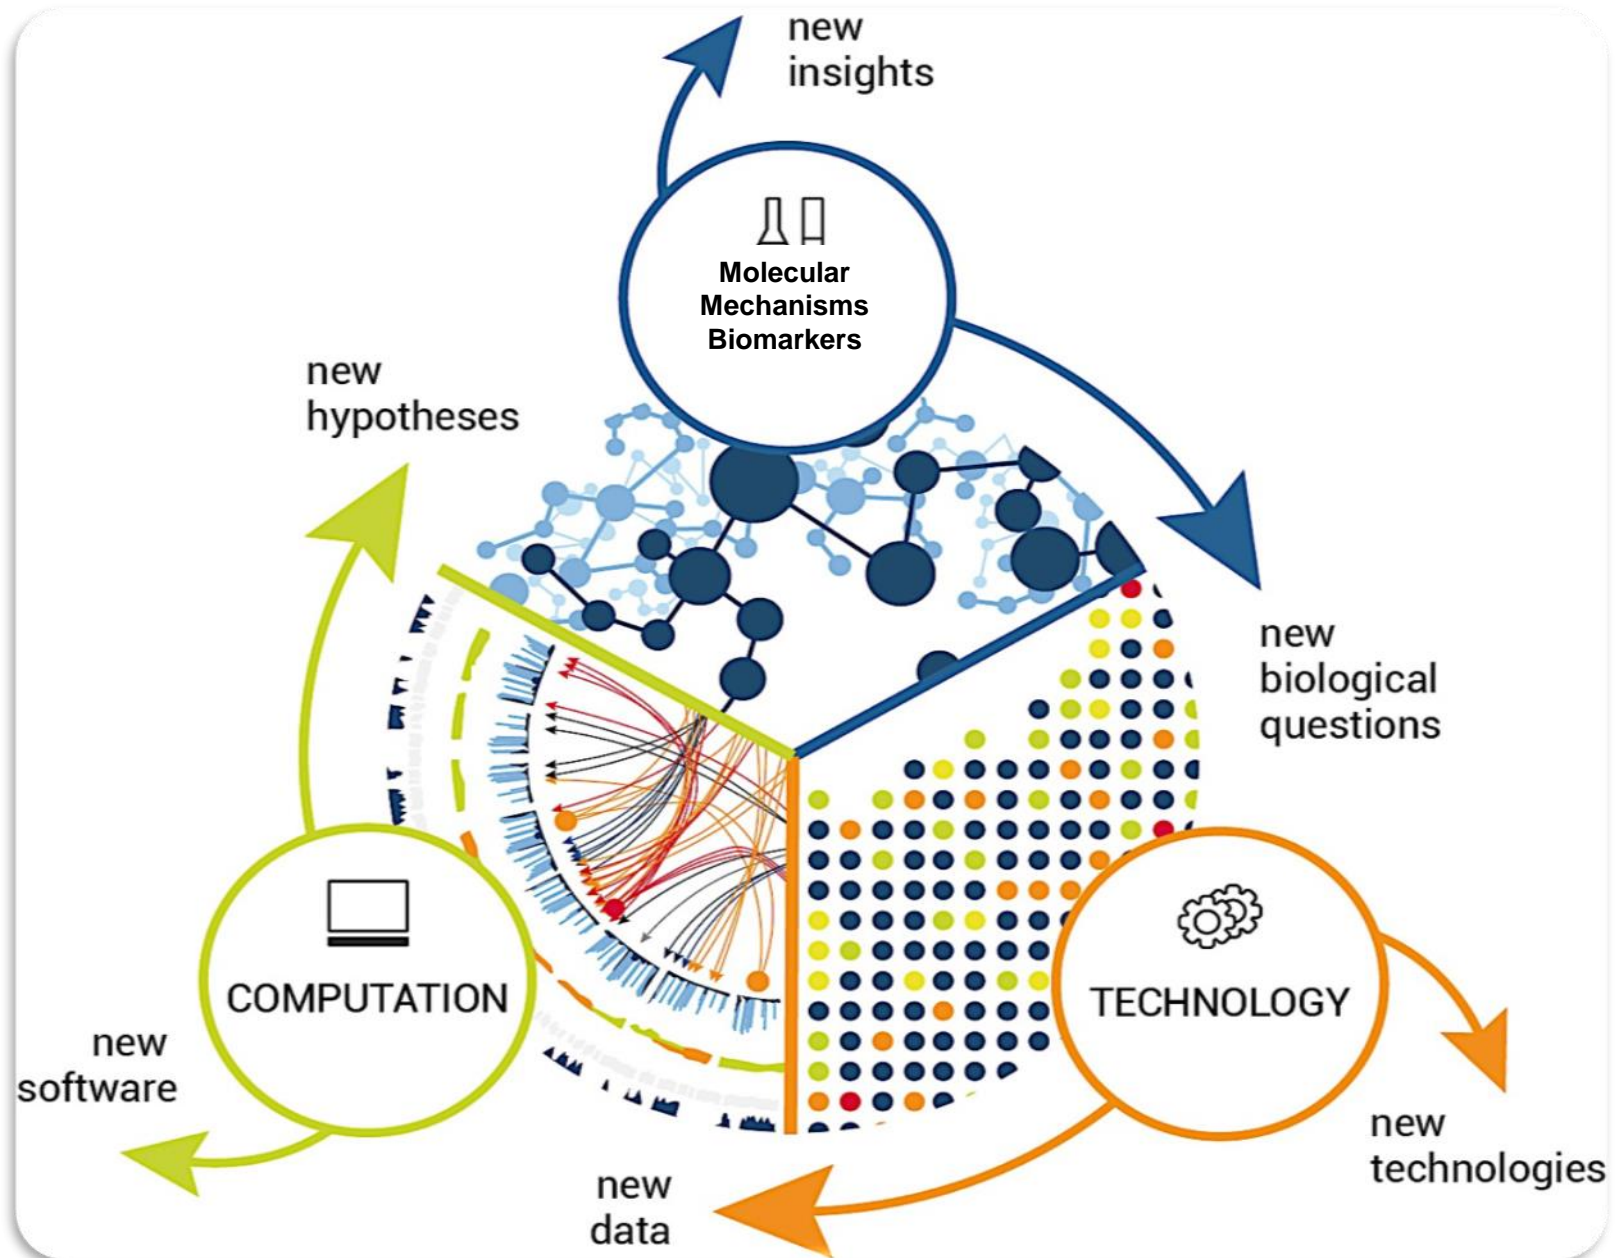 new
insights
Molecular
Mechanisms
Biomarkers
new
hypotheses
new
biological
questions
COMPUTATION
TECHNOLOGY
new
software
new
technologies
new
data